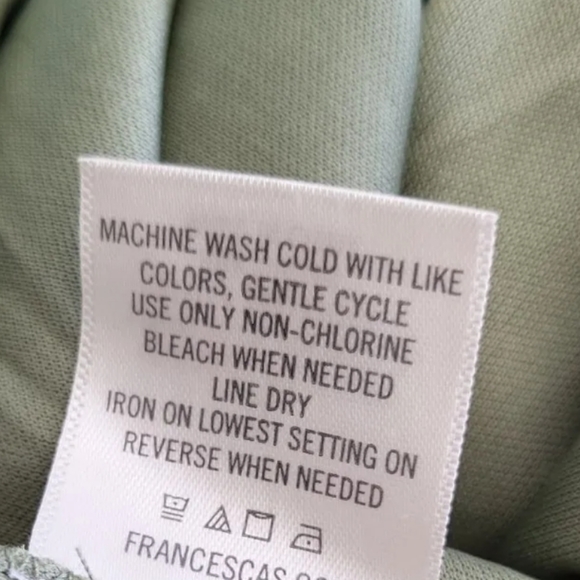 MACHINE WASH COLD WITH LIKE
COLORS, GENTLE CYCLE
USE ONLY NON-CHLORINE
BLEACH WHEN NEEDED
LINE DRY
IRON ON LOWEST SETTING ON
REVERSE WHEN NEEDED
FRANCESCAS